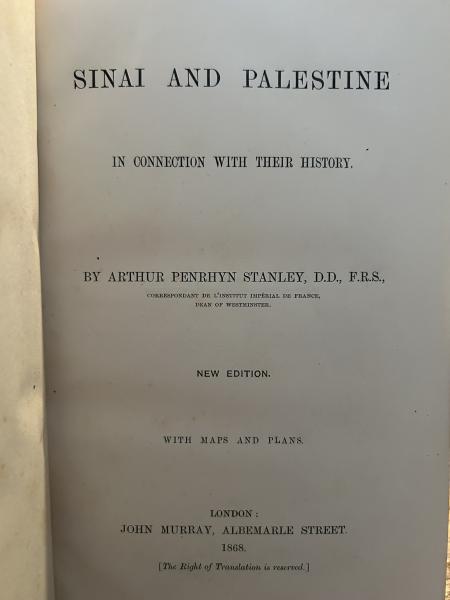 SINAI AND PALESTINE
IN CONNECTION WITH THEIR HISTORY.
BY ARTHUR PENRHYN STANLEY, D.D., F.R.S.,
CORRESPONDANT DE L'INSTITUT IMPÉRIAL DE FRANCE,
DEAN OF WESTMINSTER.
NEW EDITION.
WITH MAPS AND PLANS.
LONDON:
JOHN MURRAY, ALBEMARLE STREET.
1868.
[The Right of Translation is reserved.]